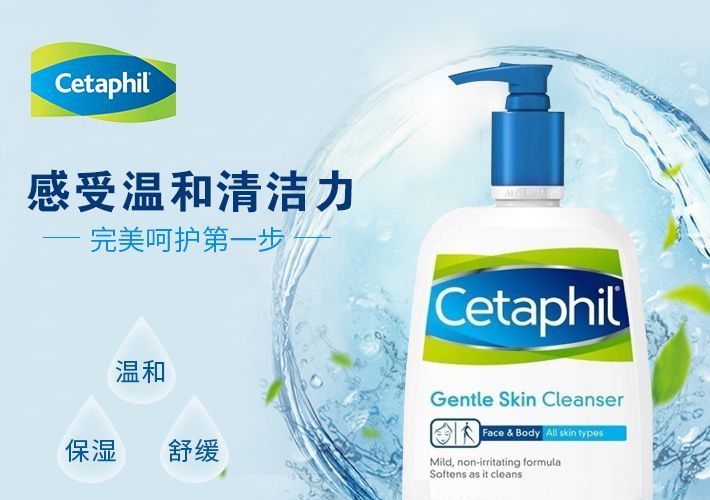 Cetaphil
感受温和清洁力
完美呵护第一步
温和
保湿
舒缓
Cetaphil®
Gentle Skin Cleanser
Face & Body All skin types
Mild, non-irritating formula
Softens as it cleans